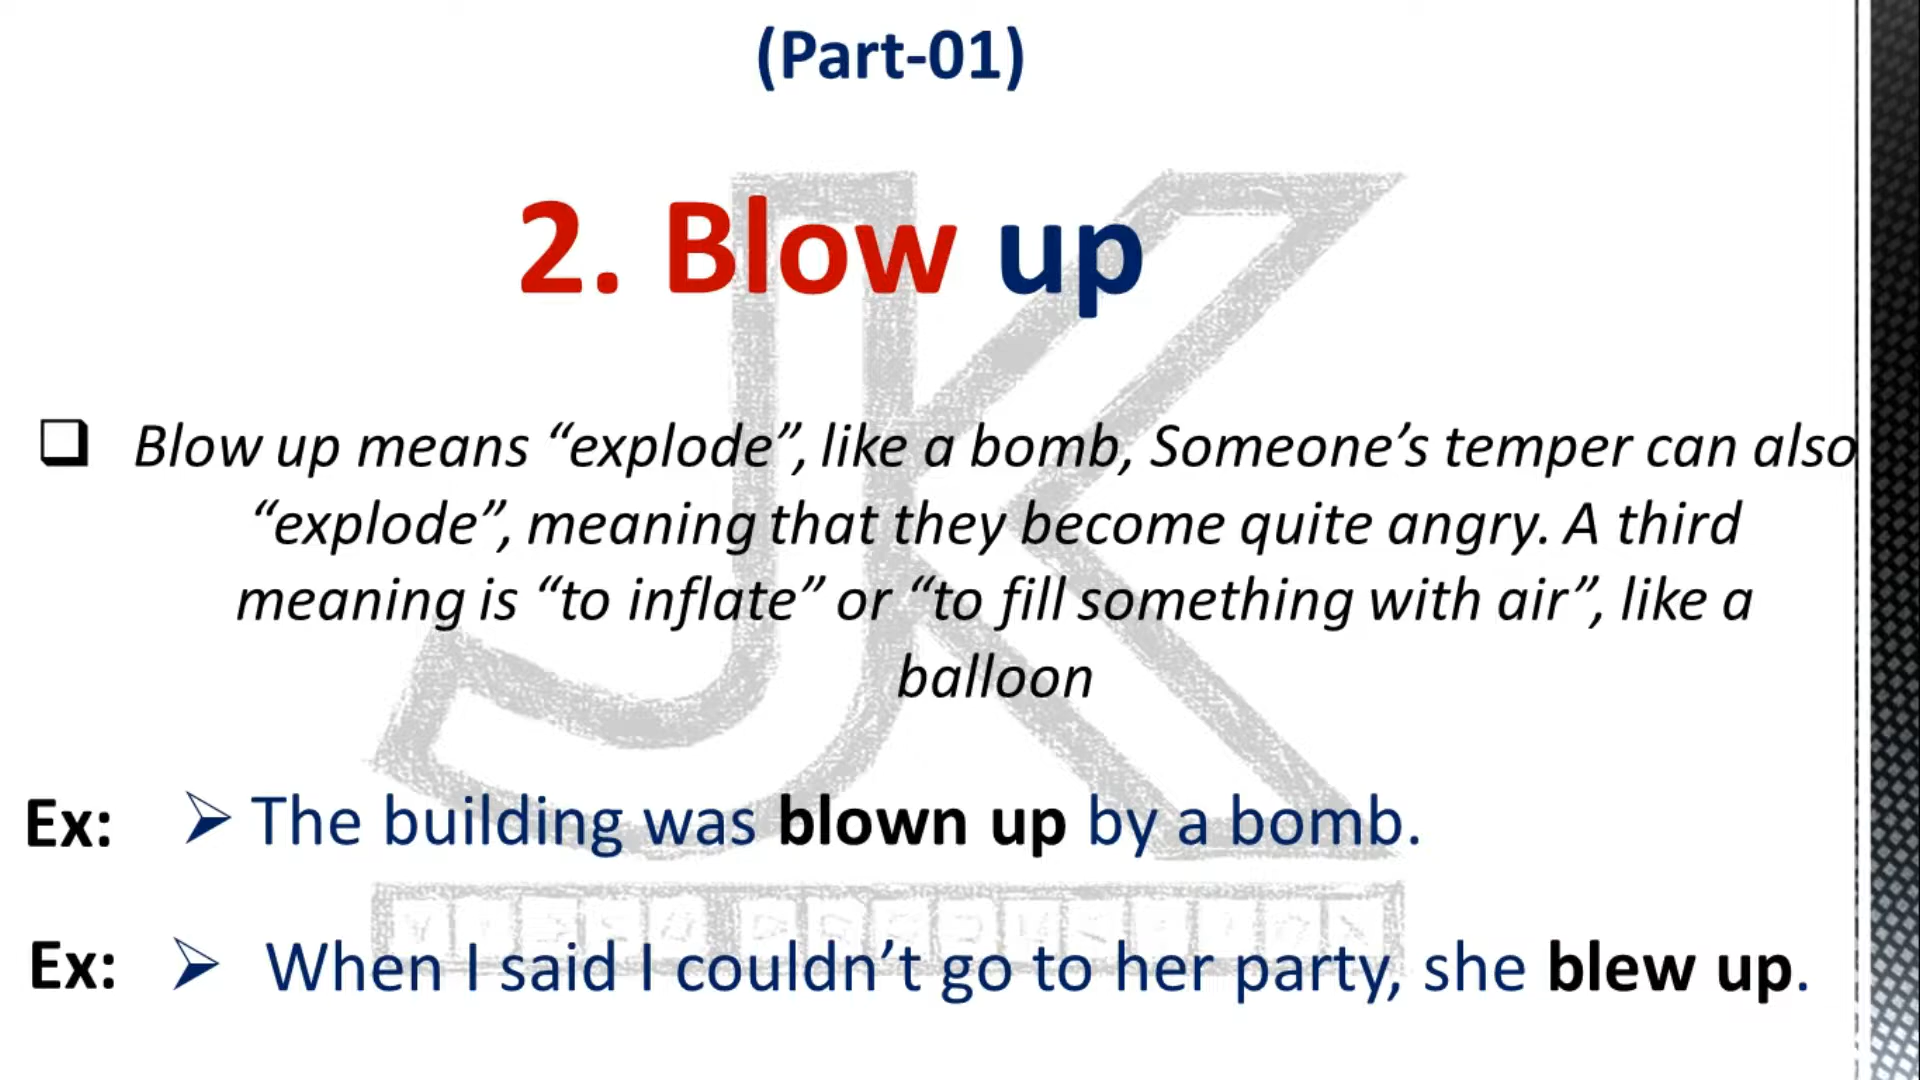 (Part-01)
2. Blow up
Blow up means “explode”, like a bomb, Someone’s temper can also
“explode”, meaning that they become quite angry. A third
meaning is “to inflate” or “to fill something with air”, like a
balloon
Ex: The building was blown up by a bomb.
Ex: When I said I couldn’t go to her party, she blew up.
JK